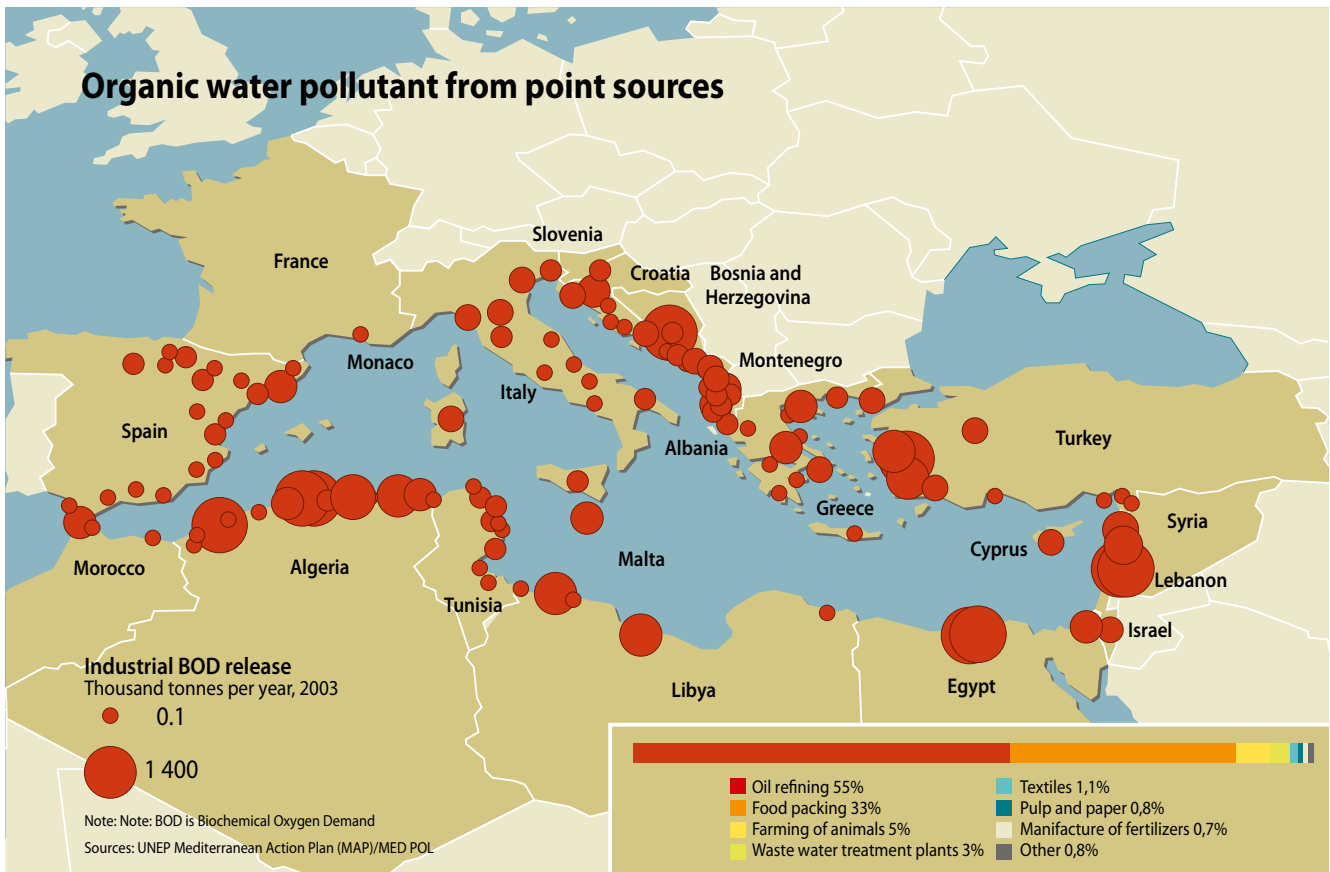 Organic water pollutant from point sources
Slovenia
France
Croatia
Bosnia and
Herzegovina
Monaco
Montenegro
Italy
Spain
Albania
Turkey
Greece
Syria
Cyprus
Malta
Morocco
Algeria
Lebanon
Tunisia
Israel
Libya
Egypt
Industrial BOD release
Thousand tonnes per year, 2003
0.1
1 400
Note: Note: BOD is Biochemical Oxygen Demand
Sources: UNEP Mediterranean Action Plan (MAP)/MED POL
Oil refining 55%
Food packing 33%
Farming of animals 5%
Waste water treatment plants 3%
Textiles 1,1%
Pulp and paper 0,8%
Manifacture of fertilizers 0,7%
Other 0,8%